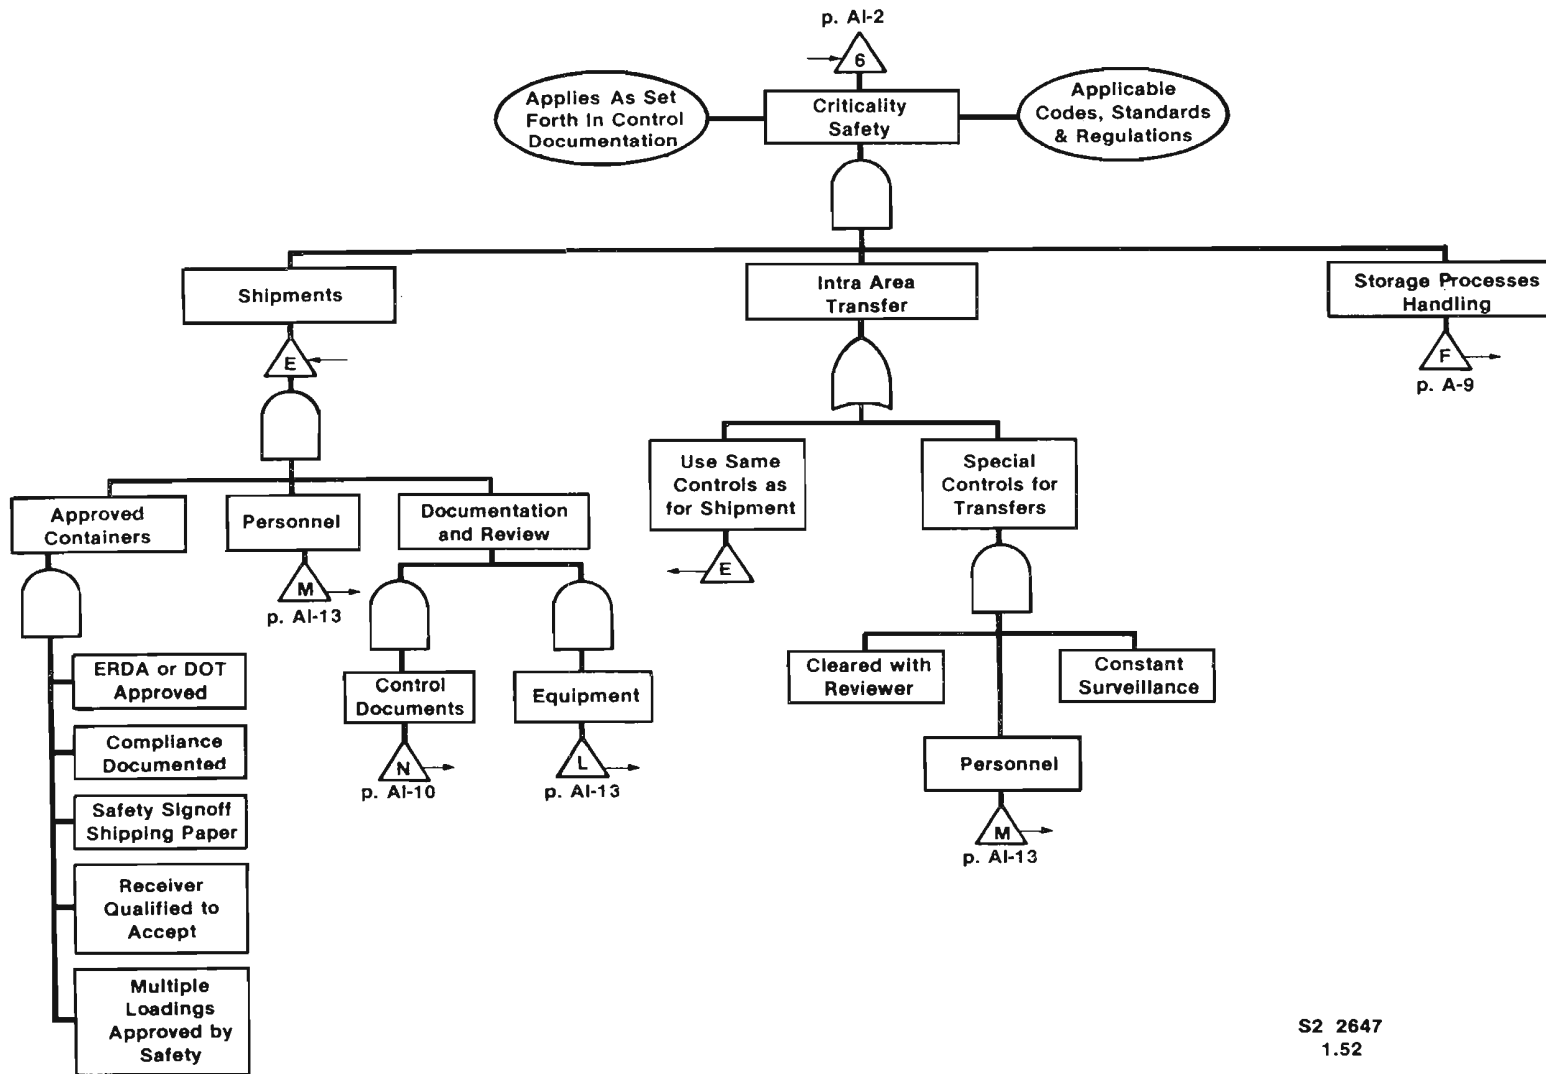 p. AI-2
6
Applies As Set
Forth In Control
Documentation
Criticality
Safety
Applicable
Codes, Standards
& Regulations
Shipments
Intra Area
Transfer
Storage Processes
Handling
E
F
p. A-9
Use Same
Controls as
for Shipment
Special
Controls for
Transfers
Approved
Containers
Personnel
Documentation
and Review
E
M
p. AI-13
ERDA or DOT
Approved
Control
Documents
Equipment
Cleared with
Reviewer
Constant
Surveillance
Compliance
Documented
N
p. AI-10
L
p. AI-13
Personnel
Safety Signoff
Shipping Paper
M
p. AI-13
Receiver
Qualified to
Accept
Multiple
Loadings
Approved by
Safety
S2 2647
1.52